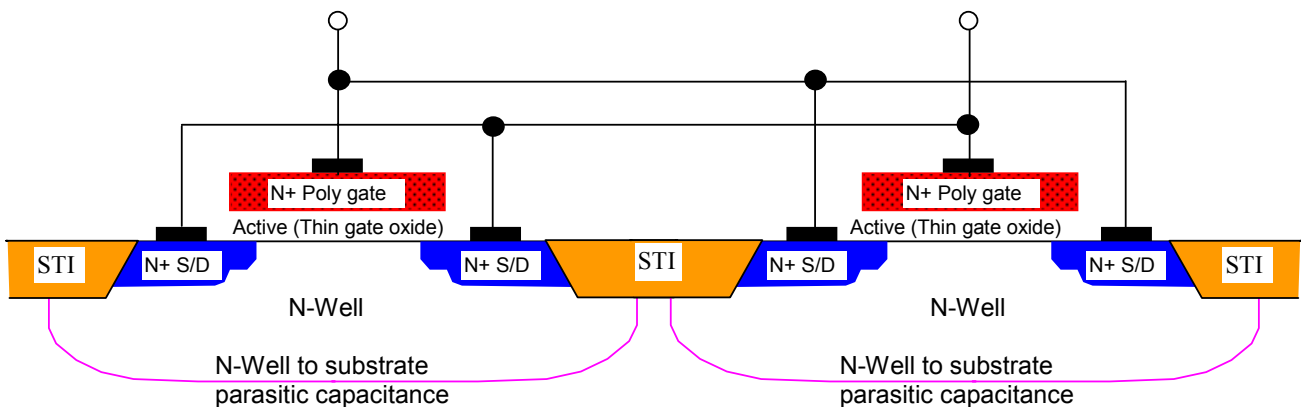 N+ Poly gate
N+ Poly gate
Active (Thin gate oxide)
Active (Thin gate oxide)
STI
N+ S/D
N+ S/D
STI
N+ S/D
N+ S/D
STI
N-Well
N-Well
N-Well to substrate
parasitic capacitance
N-Well to substrate
parasitic capacitance